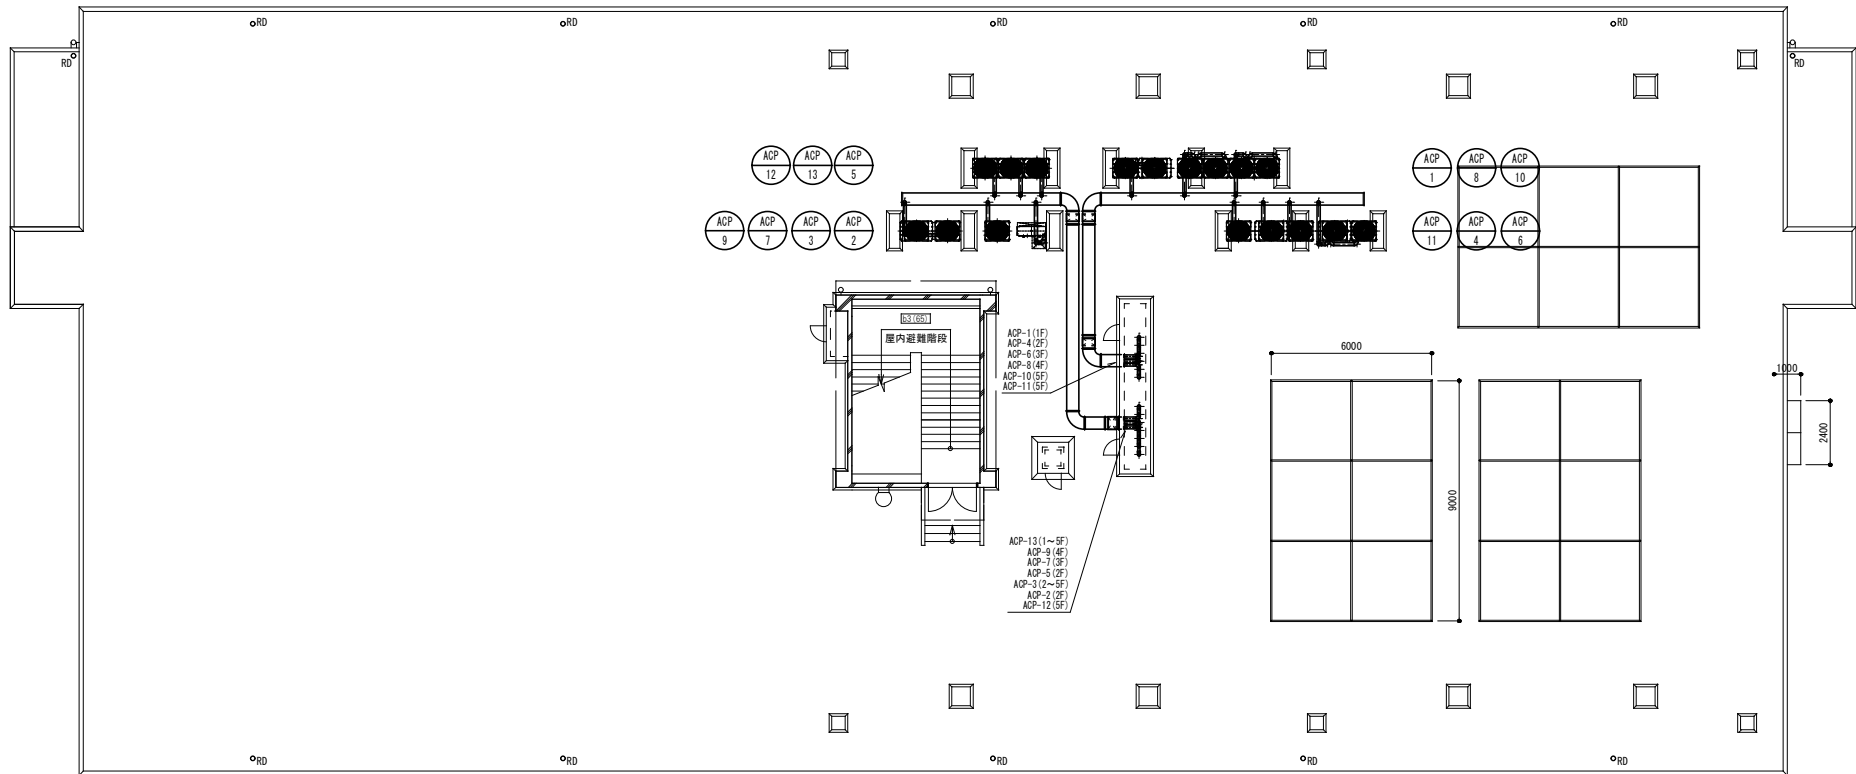 RD
RD
RD
RD
RD
RD
RD
ACP
12
ACP
13
ACP
5
ACP
1
ACP
8
ACP
10
ACP
9
ACP
7
ACP
3
ACP
2
ACP
11
ACP
4
ACP
6
b3(65)
屋内避難階段
ACP-1(1F)
ACP-4(2F)
ACP-6(3F)
ACP-8(4F)
ACP-10(5F)
ACP-11(5F)
6000
1000
2400
9000
ACP-13(1～5F)
ACP-9(4F)
ACP-7(3F)
ACP-5(2F)
ACP-3(2～5F)
ACP-2(2F)
ACP-12(5F)
RD
RD
RD
RD
RD